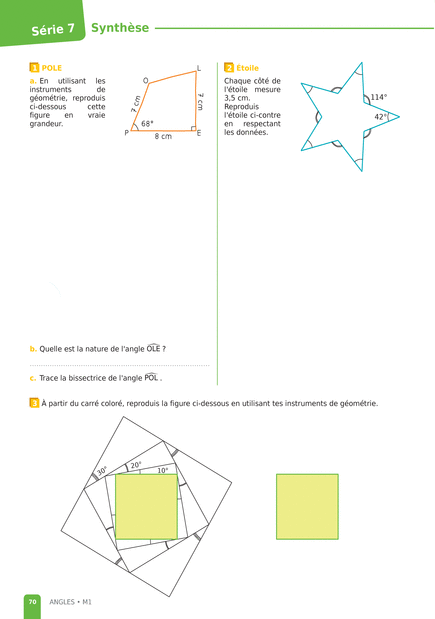 Série 7 Synthèse
1 POLE
a. En utilisant les
instruments de
géométrie, reproduis
ci-dessous cette
figure en vraie
grandeur.
L
O
7 cm
7 cm
68°
P
E
8 cm
2 Étoile
Chaque côté de
l'étoile mesure
3,5 cm.
Reproduis
l'étoile ci-contre
en respectant
les données.
114°
42°
b. Quelle est la nature de l'angle OLE ?
c. Trace la bissectrice de l'angle POL .
3 À partir du carré coloré, reproduis la figure ci-dessous en utilisant tes instruments de géométrie.
30°
20°
10°
70 ANGLES • M1